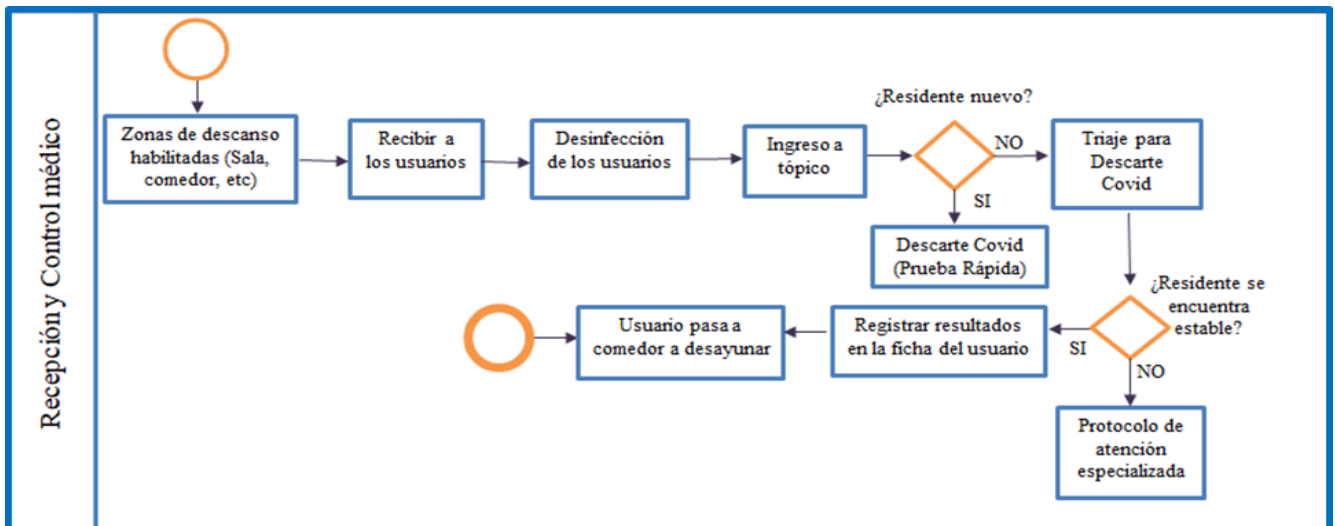 Recepción y Control médico
Zonas de descanso
habilitadas (Sala,
comedor, etc)
Recibir a
los usuarios
Desinfección
de los usuarios
Ingreso a
tópico
¿Residente nuevo?
NO
SI
Triaje para
Descarte
Covid
Descarte Covid
(Prueba Rápida)
¿Residente se
encuentra
estable?
SI
NO
Registrar resultados
en la ficha del usuario
Usuario pasa a
comedor a desayunar
Protocolo de
atención
especializada